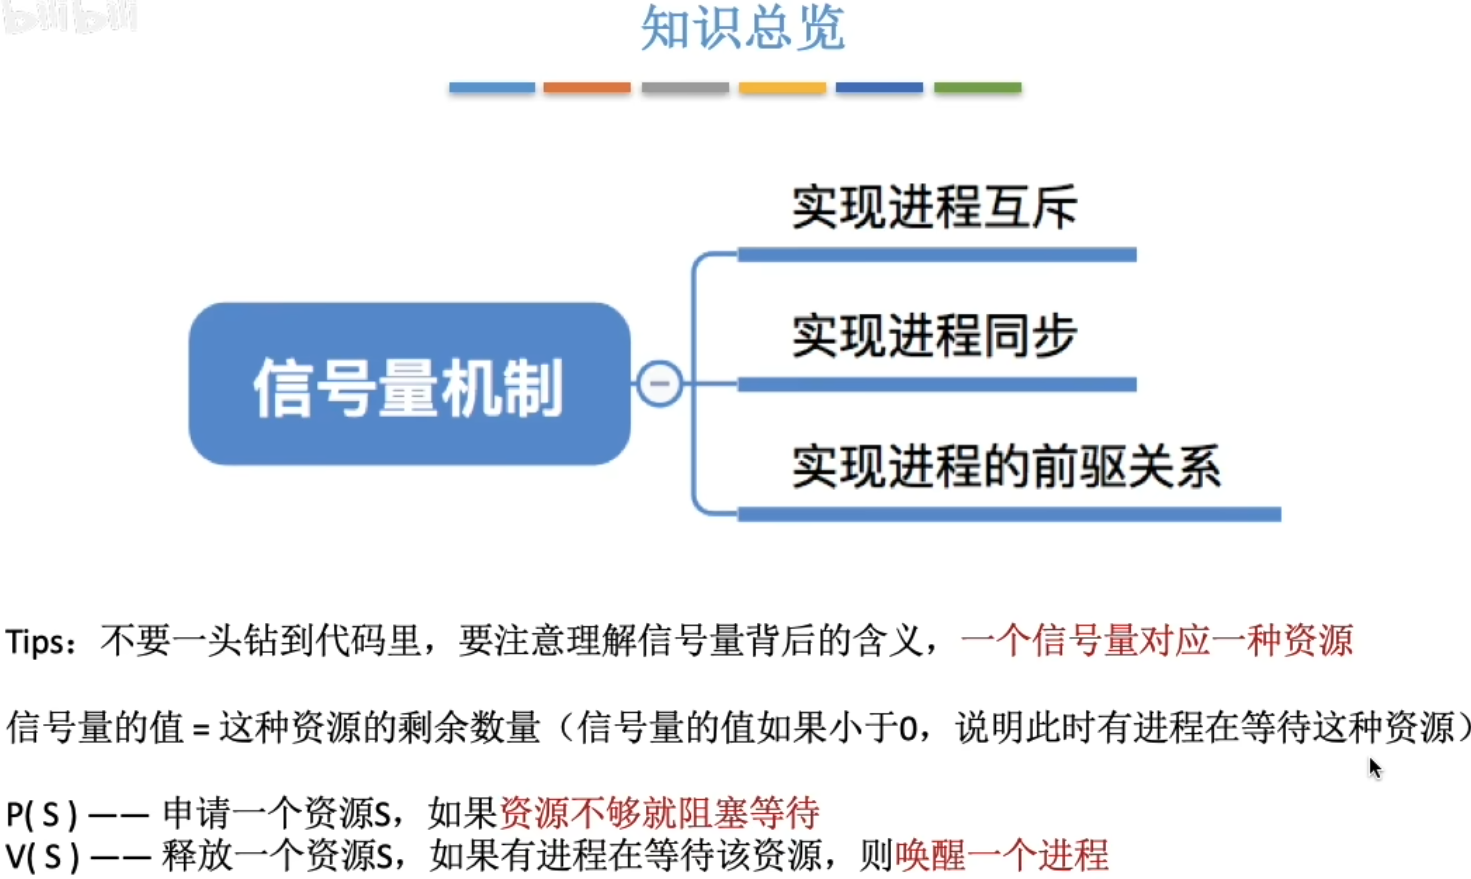 bilibili
知识总览
实现进程互斥
信号量机制
实现进程同步
实现进程的前驱关系
Tips：不要一头钻到代码里，要注意理解信号量背后的含义，一个信号量对应一种资源
信号量的值 = 这种资源的剩余数量（信号量的值如果小于0，说明此时有进程在等待这种资源）
P( S ) —— 申请一个资源S，如果资源不够就阻塞等待
V( S ) —— 释放一个资源S，如果有进程在等待该资源，则唤醒一个进程